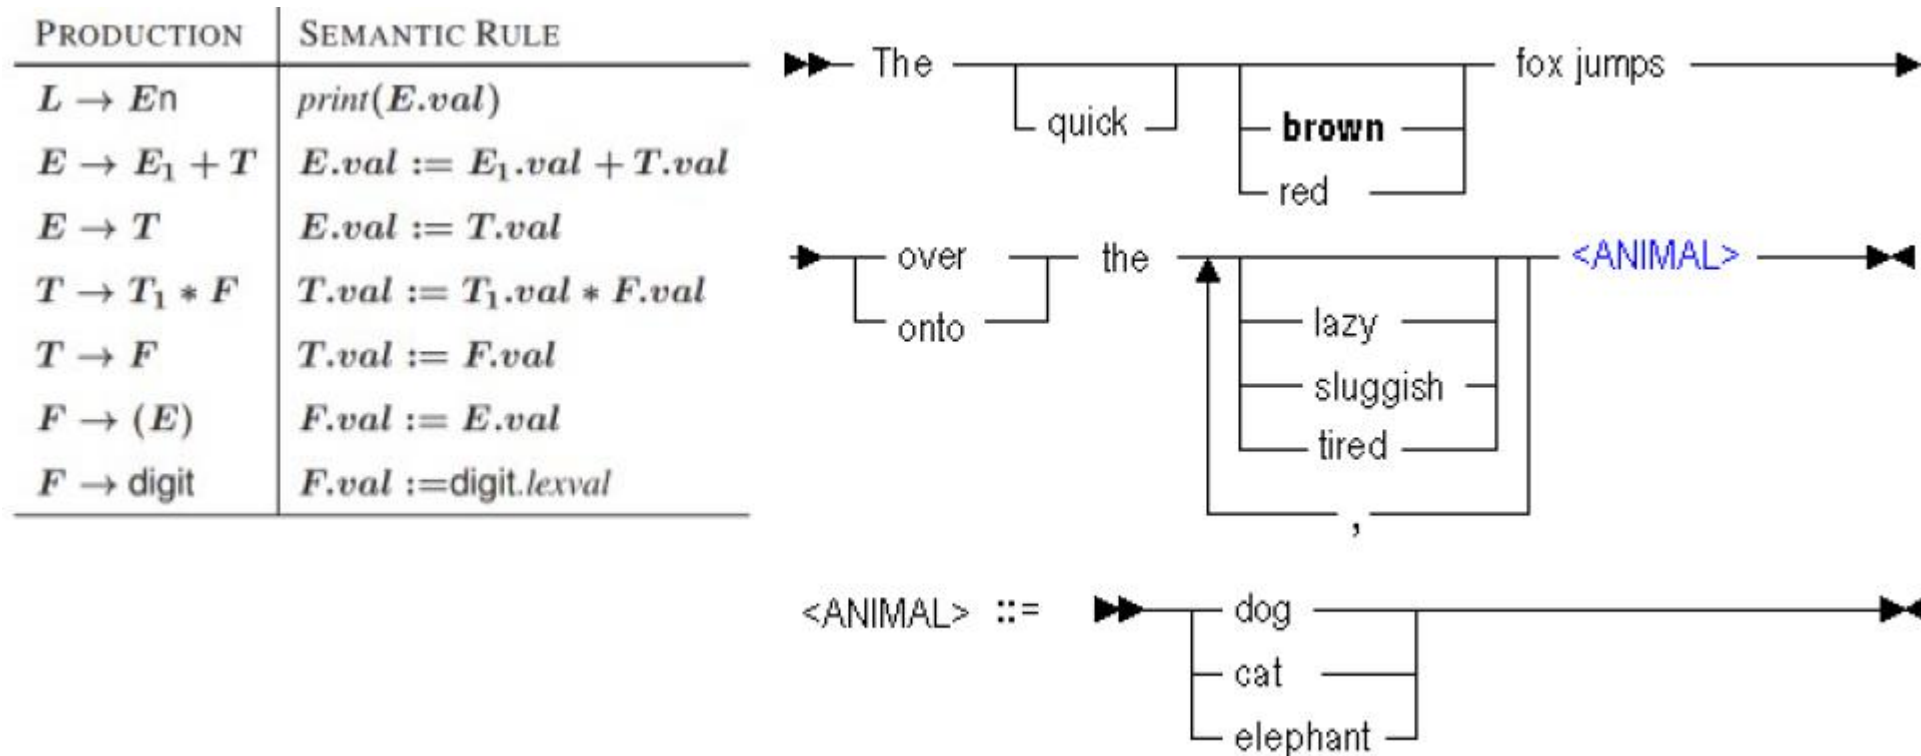 PRODUCTION SEMANTIC RULE
L → En print(E.val)
E → E₁ + T E.val := E₁.val + T.val
E → T E.val := T.val
T → T₁ * F T.val := T₁.val * F.val
T → F T.val := F.val
F → (E) F.val := E.val
F → digit F.val :=digit.lexval
The fox jumps
quick
brown
red
over the <ANIMAL>
onto
lazy
sluggish
tired
,
<ANIMAL> ::= dog
cat
elephant